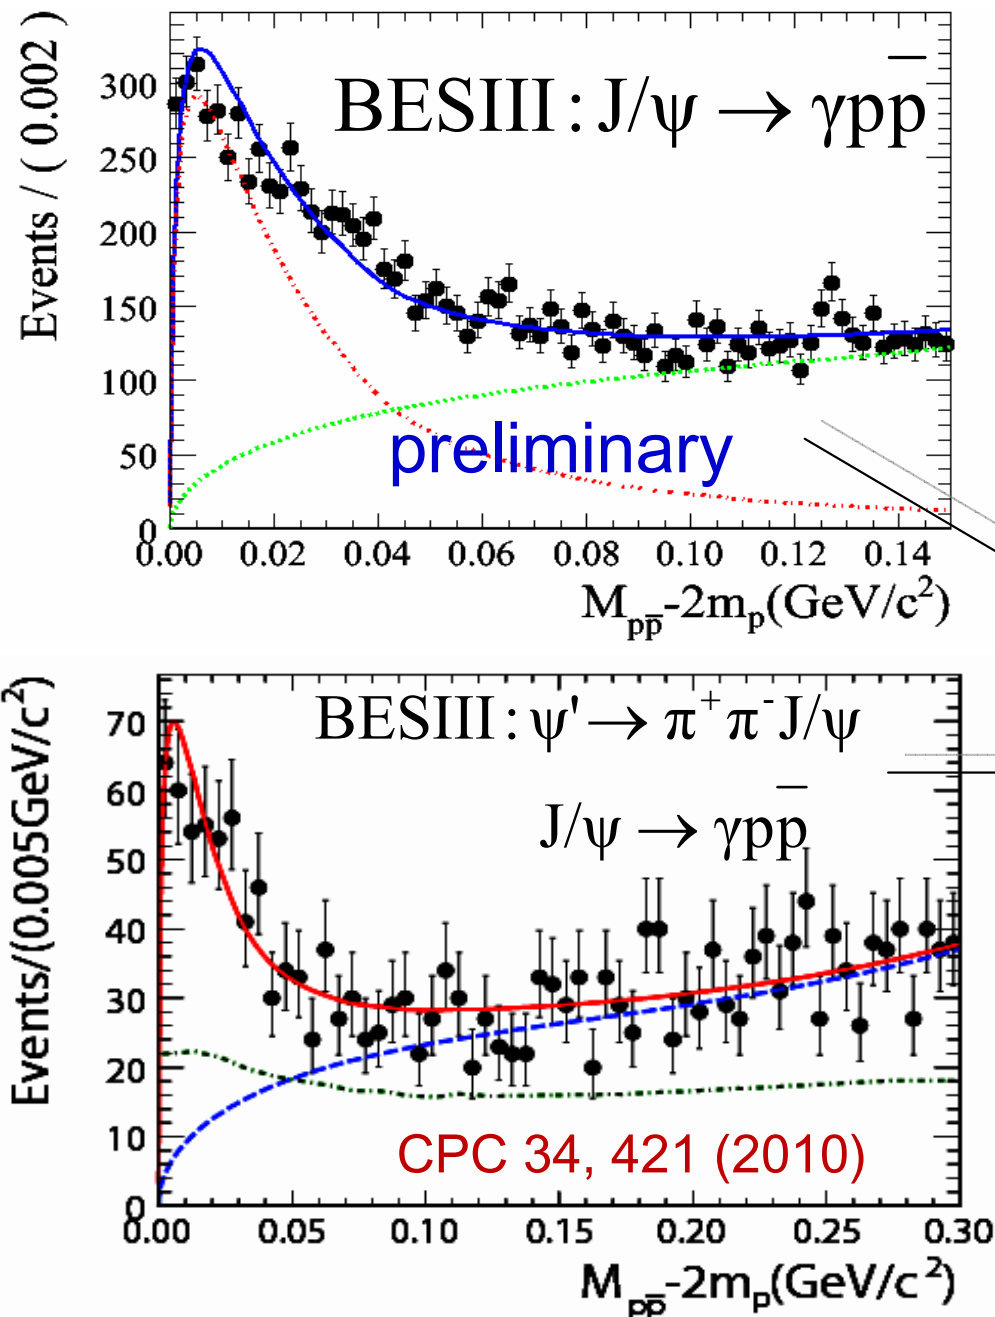 BESIII : J/ψ → γpp̅
Events / ( 0.002 )
300
250
200
150
100
50
0
preliminary
0.00 0.02 0.04 0.06 0.08 0.10 0.12 0.14
M_pp̅-2m_p(GeV/c²)
BESIII : ψ' → π⁺π⁻J/ψ
J/ψ → γpp̅
Events/(0.005GeV/c²)
70
60
50
40
30
20
10
0
CPC 34, 421 (2010)
0.00 0.05 0.10 0.15 0.20 0.25 0.30
M_pp̅-2m_p(GeV/c²)